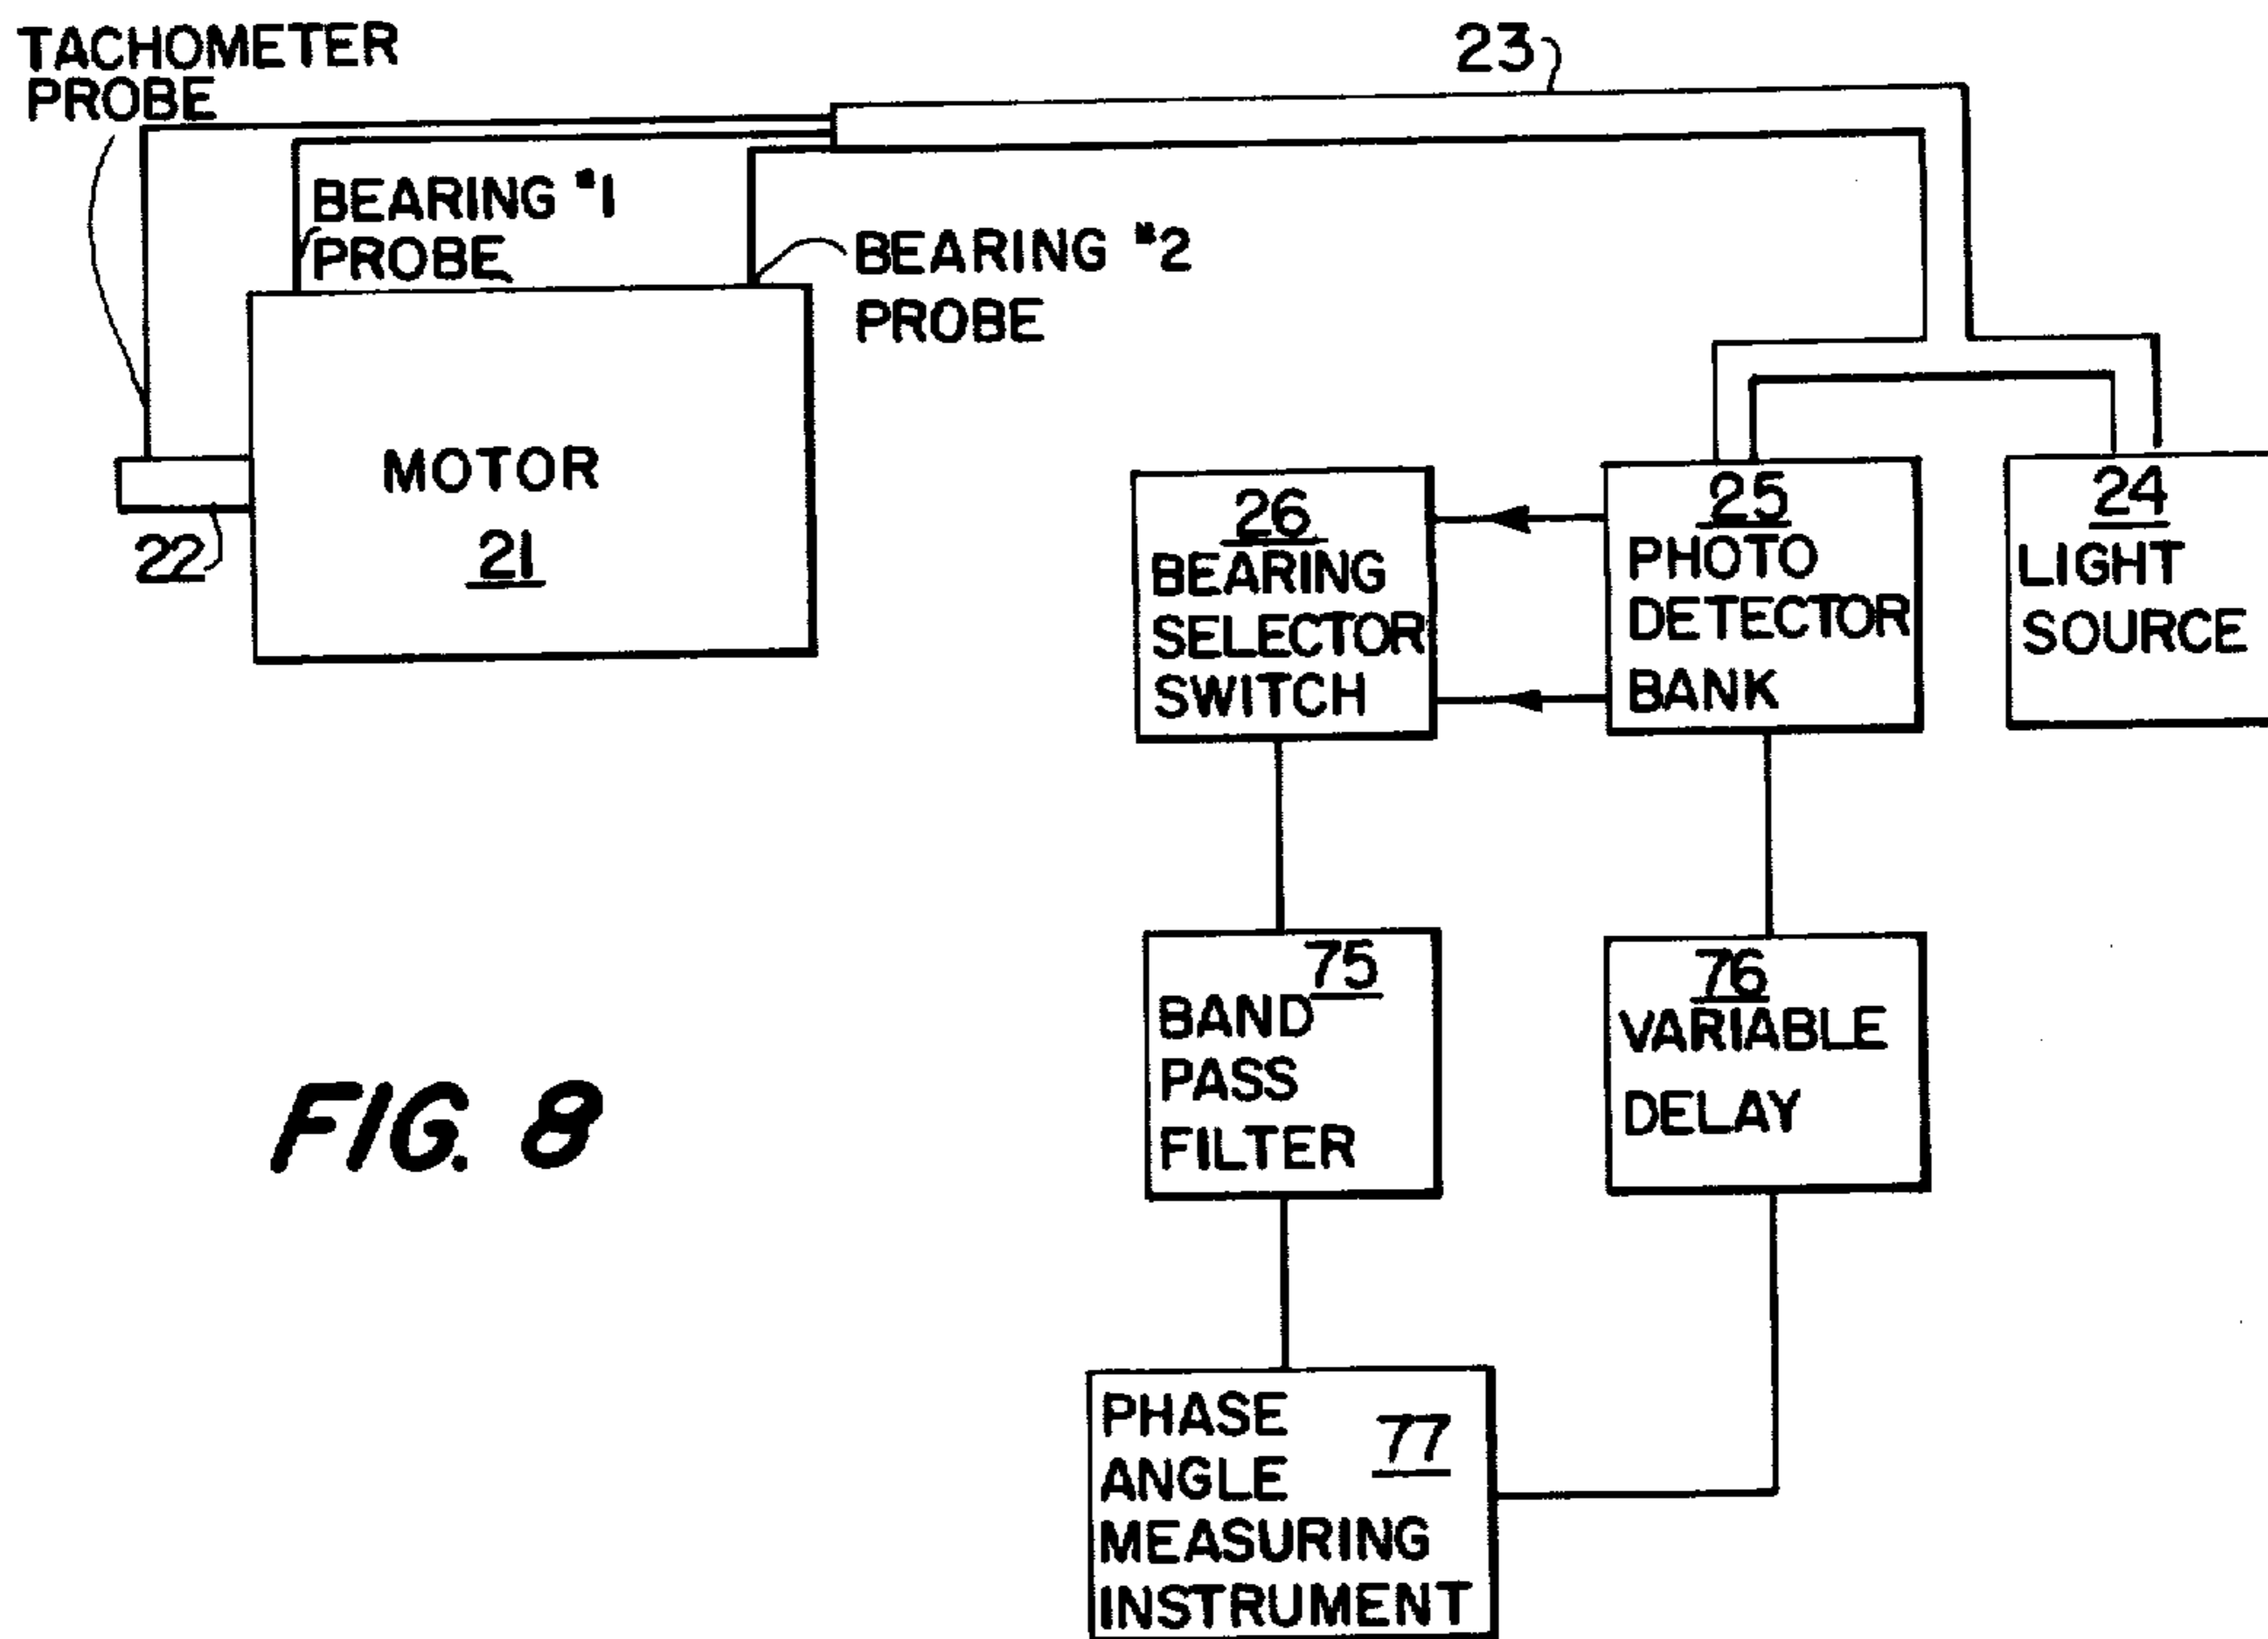 TACHOMETER
PROBE
23
BEARING #1
PROBE
BEARING #2
PROBE
MOTOR
21
22
26
BEARING
SELECTOR
SWITCH
25
PHOTO
DETECTOR
BANK
24
LIGHT
SOURCE
75
BAND
PASS
FILTER
76
VARIABLE
DELAY
FIG. 8
PHASE
ANGLE
MEASURING
INSTRUMENT
77